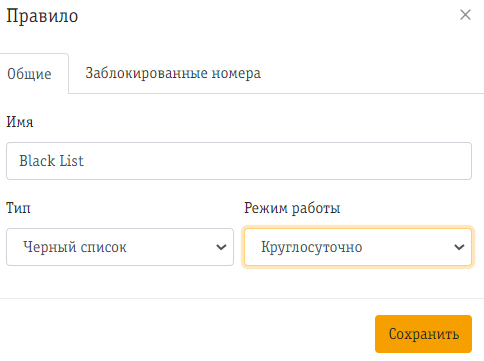 Правило
Общие Заблокированные номера
Имя
Black List
Тип Режим работы
Черный список Круглосуточно
Сохранить